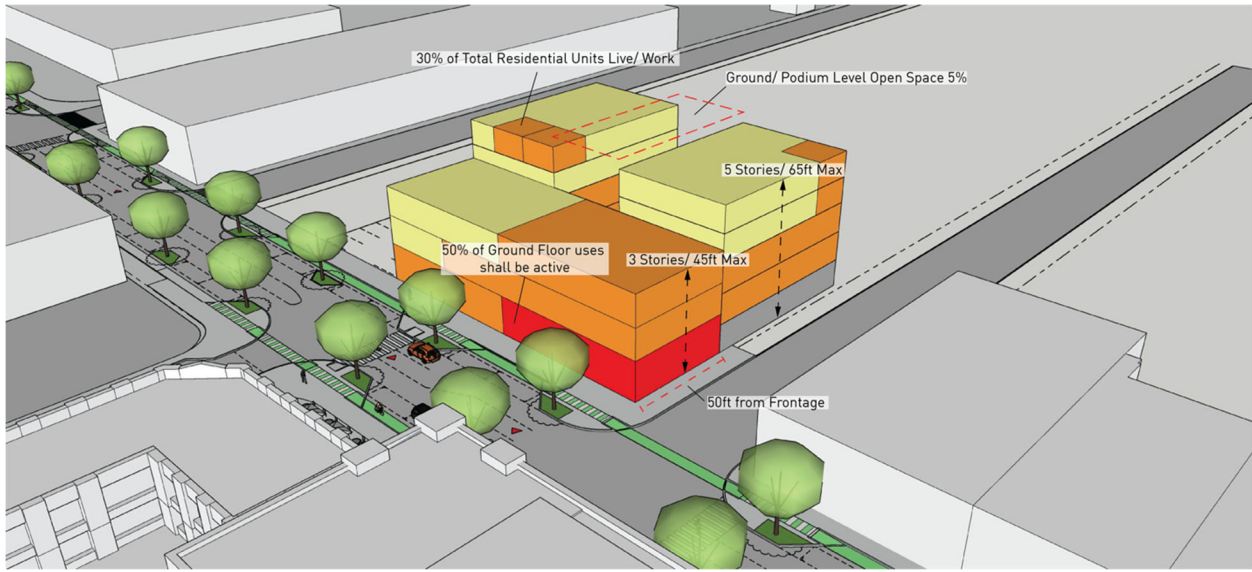 30% of Total Residential Units Live/ Work
Ground/ Podium Level Open Space 5%
5 Stories/ 65ft Max
50% of Ground Floor uses
shall be active
3 Stories/ 45ft Max
50ft from Frontage